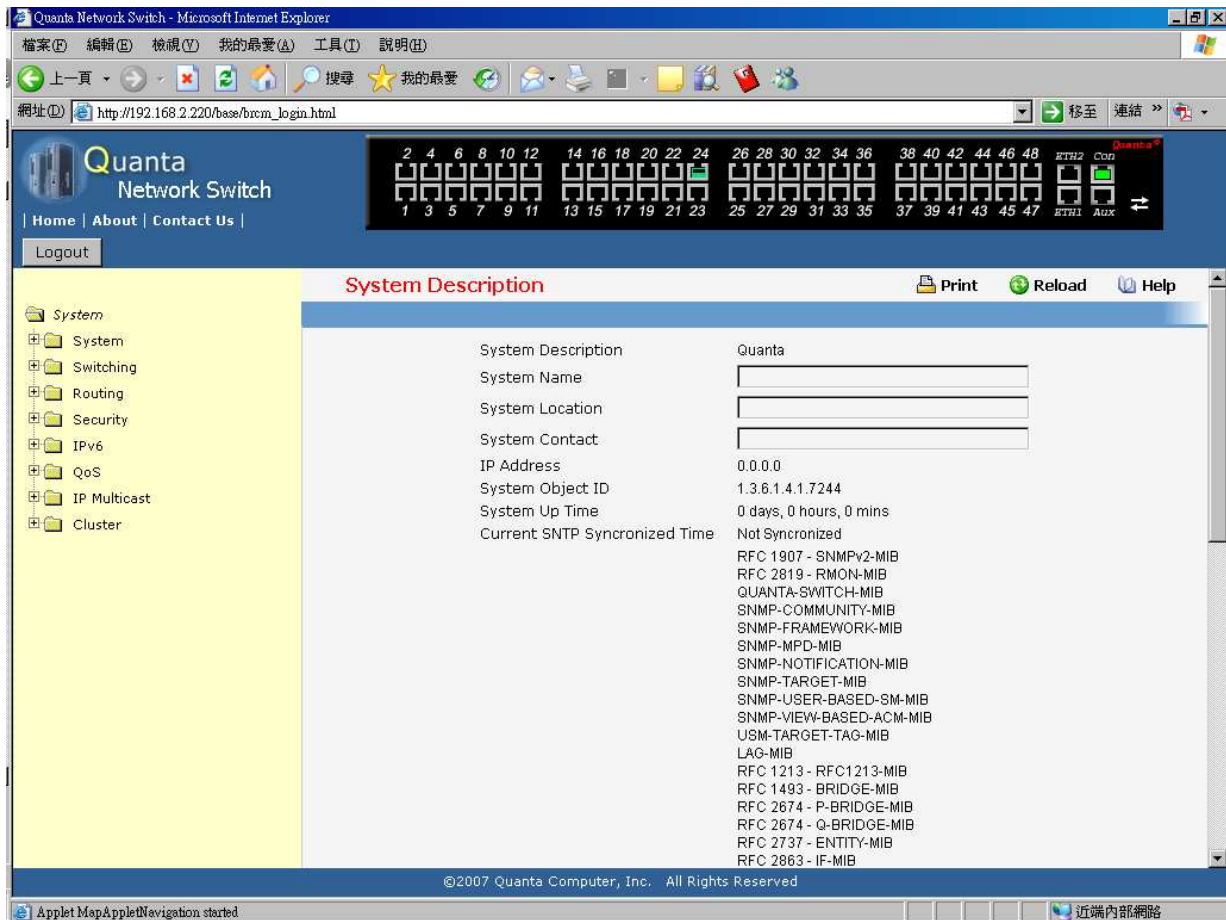 Quanta Network Switch - Microsoft Internet Explorer
檔案(F) 編輯(E) 檢視(V) 我的最愛(A) 工具(T) 說明(H)
上一頁 搜尋 我的最愛
網址(D) http://192.168.2.220/base/brcm_login.html 移至 連結 »
Quanta
Network Switch
| Home | About | Contact Us |
Logout
2 4 6 8 10 12 14 16 18 20 22 24 26 28 30 32 34 36 38 40 42 44 46 48 ETH2 Con Quanta
1 3 5 7 9 11 13 15 17 19 21 23 25 27 29 31 33 35 37 39 41 43 45 47 ETH1 Aux
System
System
Switching
Routing
Security
IPv6
QoS
IP Multicast
Cluster
System Description Print Reload Help
System Description Quanta
System Name
System Location
System Contact
IP Address 0.0.0.0
System Object ID 1.3.6.1.4.1.7244
System Up Time 0 days, 0 hours, 0 mins
Current SNTP Syncronized Time Not Syncronized
RFC 1907 - SNMPv2-MIB
RFC 2819 - RMON-MIB
QUANTA-SWITCH-MIB
SNMP-COMMUNITY-MIB
SNMP-FRAMEWORK-MIB
SNMP-MPD-MIB
SNMP-NOTIFICATION-MIB
SNMP-TARGET-MIB
SNMP-USER-BASED-SM-MIB
SNMP-VIEW-BASED-ACM-MIB
USM-TARGET-TAG-MIB
LAG-MIB
RFC 1213 - RFC1213-MIB
RFC 1493 - BRIDGE-MIB
RFC 2674 - P-BRIDGE-MIB
RFC 2674 - Q-BRIDGE-MIB
RFC 2737 - ENTITY-MIB
RFC 2863 - IF-MIB
©2007 Quanta Computer, Inc. All Rights Reserved
Applet MapAppletNavigation started 近端內部網路